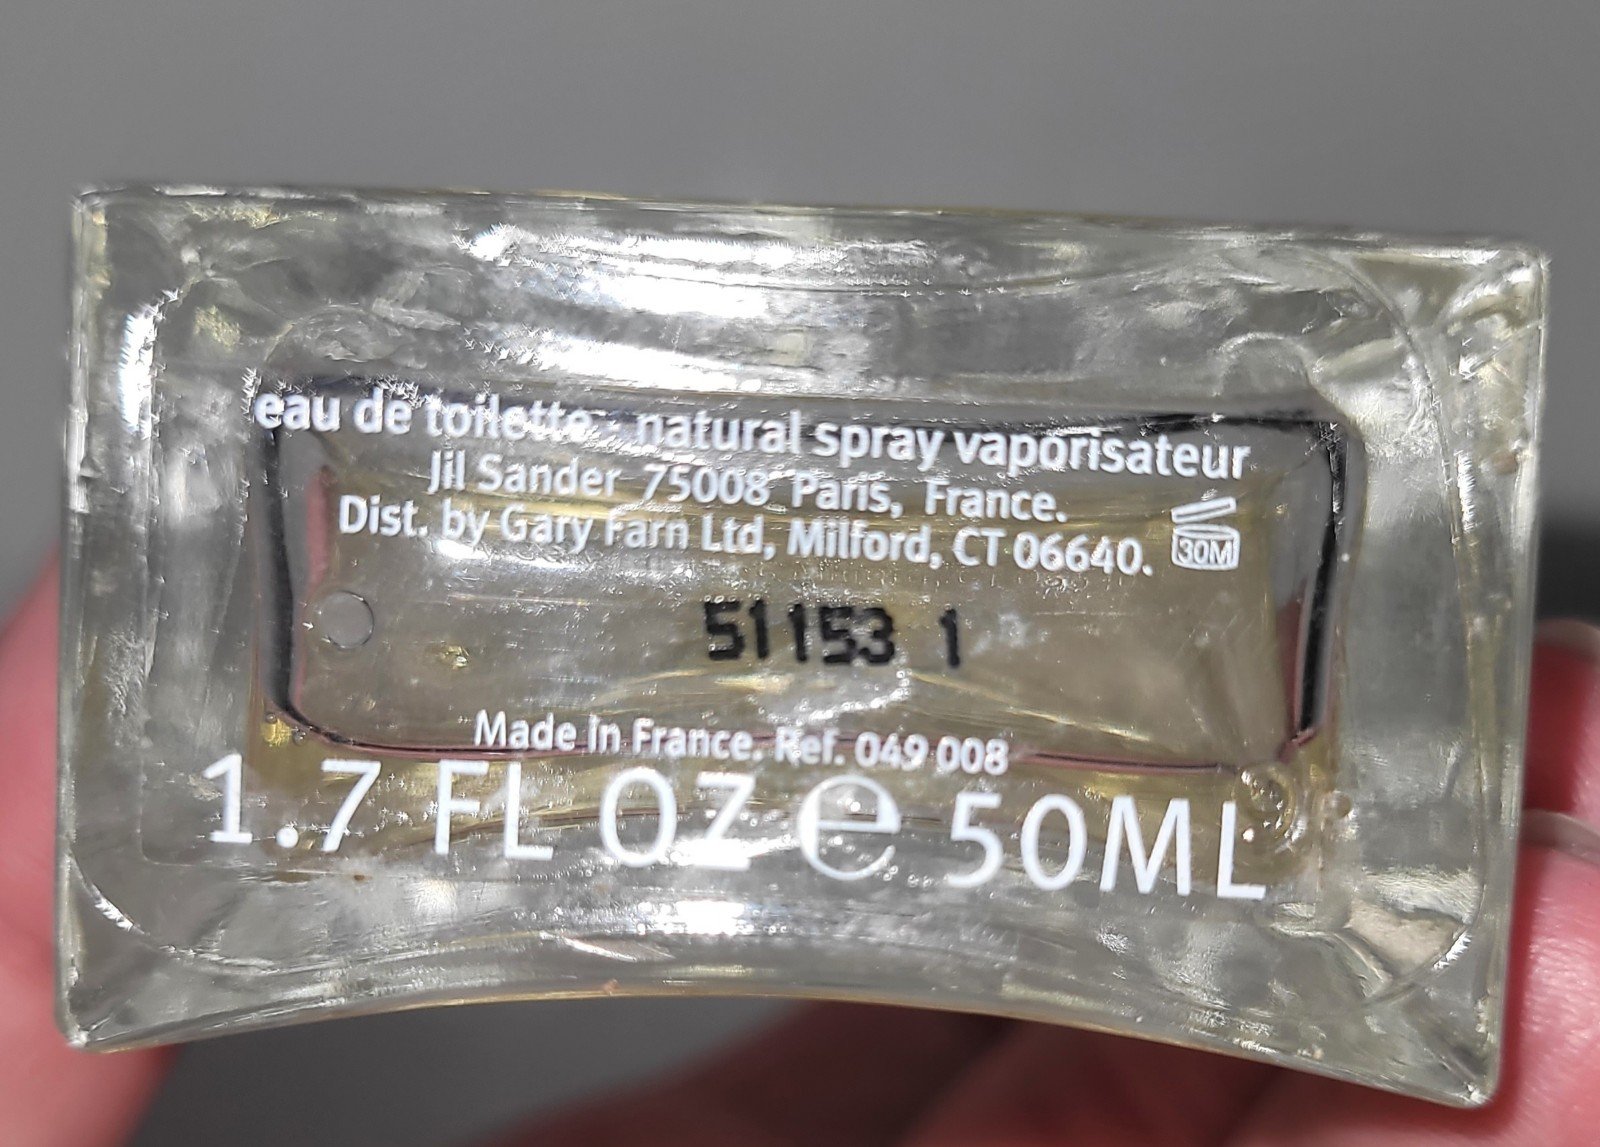 eau de toilette - natural spray vaporisateur
Jil Sander 75008 Paris, France.
Dist. by Gary Farn Ltd, Milford, CT 06640.
30M
51153 1
Made in France. Ref. 049 008
1.7 FL OZ e 50ML